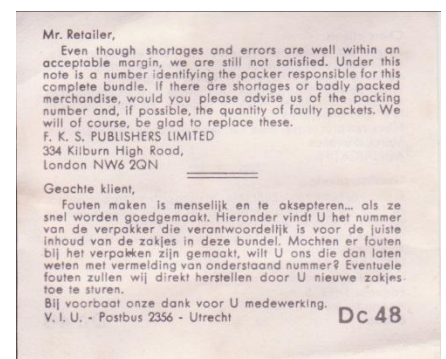 Mr. Retailer,
Even though shortages and errors are well within an
acceptable margin, we are still not satisfied. Under this
note is a number identifying the packer responsible for this
complete bundle. If there are shortages or badly packed
merchandise, would you please advise us of the packing
number and, if possible, the quantity of faulty packets. We
will of course, be glad to replace these.
F. K. S. PUBLISHERS LIMITED
334 Kilburn High Road,
London NW6 2QN
Geachte klient,
Fouten maken is menselijk en te aksepteren... als ze
snel worden goedgemaakt. Hieronder vindt U het nummer
van de verpakker die verantwoordelijk is voor de juiste
inhoud van de zakjes in deze bundel. Mochten er fouten
bij het verpakken zijn gemaakt, wilt U ons die dan laten
weten met vermelding van onderstaand nummer? Eventuele
fouten zullen wij direkt herstellen door U nieuwe zakjes
toe te sturen.
Bij voorbaat onze dank voor U medewerking.
V. I. U. - Postbus 2356 - Utrecht
Dc 48